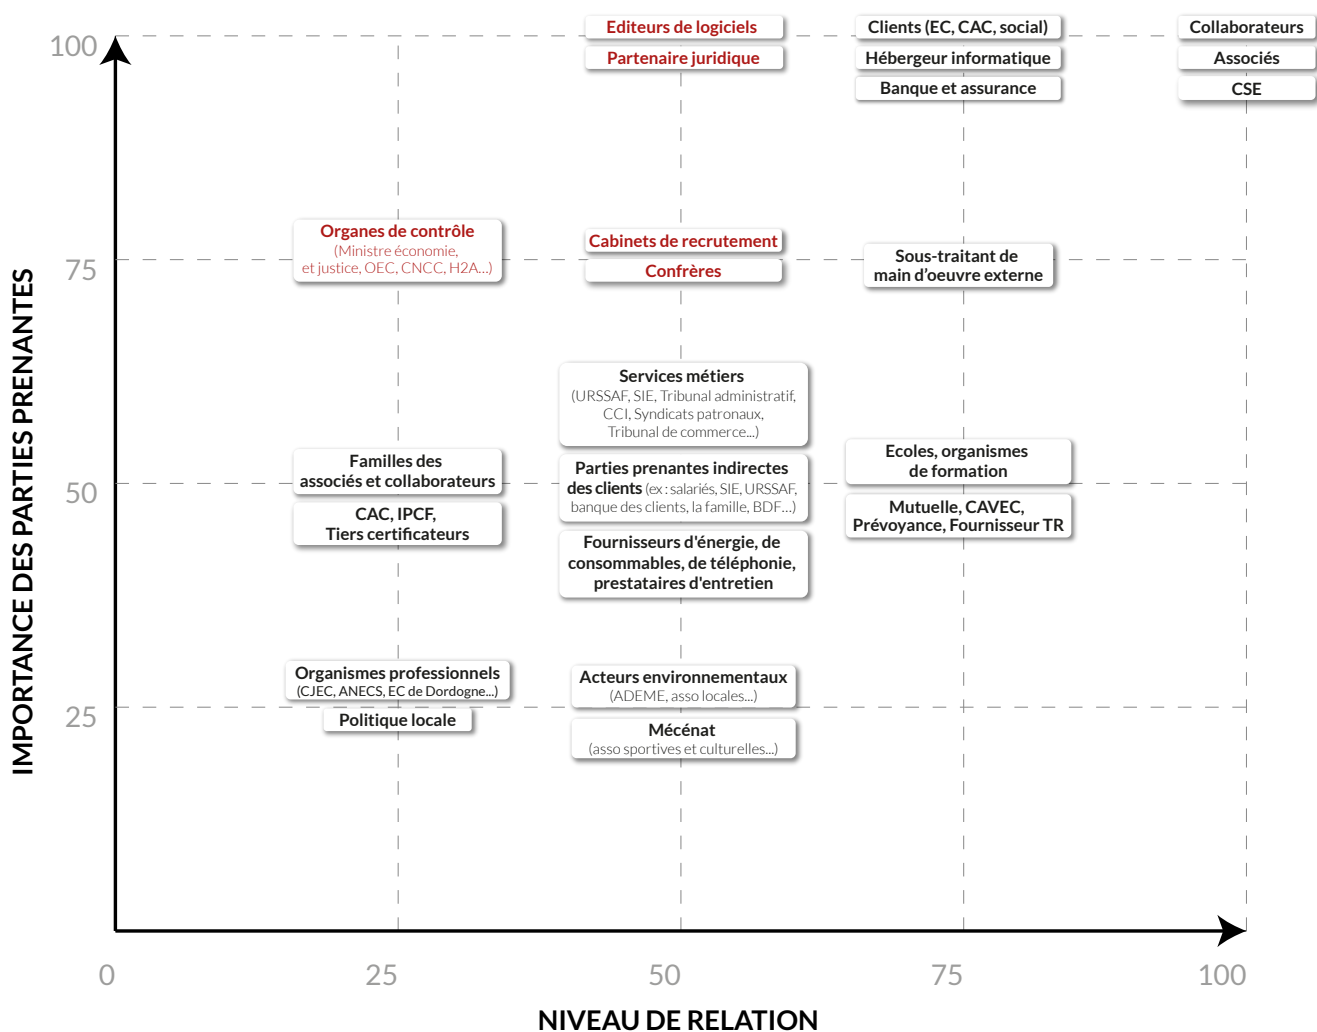 Editeurs de logiciels
Partenaire juridique
Clients (EC, CAC, social)
Hébergeur informatique
Banque et assurance
Collaborateurs
Associés
CSE
100
Organes de contrôle
(Ministre économie,
et justice, OEC, CNCC, H2A...)
Cabinets de recrutement
Confrères
Sous-traitant de
main d'oeuvre externe
75
Services métiers
(URSSAF, SIE, Tribunal administratif,
CCI, Syndicats patronaux,
Tribunal de commerce...)
Familles des
associés et collaborateurs
CAC, IPCF,
Tiers certificateurs
Parties prenantes indirectes
des clients (ex : salariés, SIE, URSSAF,
banque des clients, la famille, BDF...)
Fournisseurs d'énergie, de
consommables, de téléphonie,
prestataires d'entretien
Ecoles, organismes
de formation
Mutuelle, CAVEC,
Prévoyance, Fournisseur TR
50
Organismes professionnels
(CJEC, ANECS, EC de Dordogne...)
Politique locale
Acteurs environnementaux
(ADEME, asso locales...)
Mécénat
(asso sportives et culturelles...)
25
IMPORTANCE DES PARTIES PRENANTES
0
25
50
75
100
NIVEAU DE RELATION